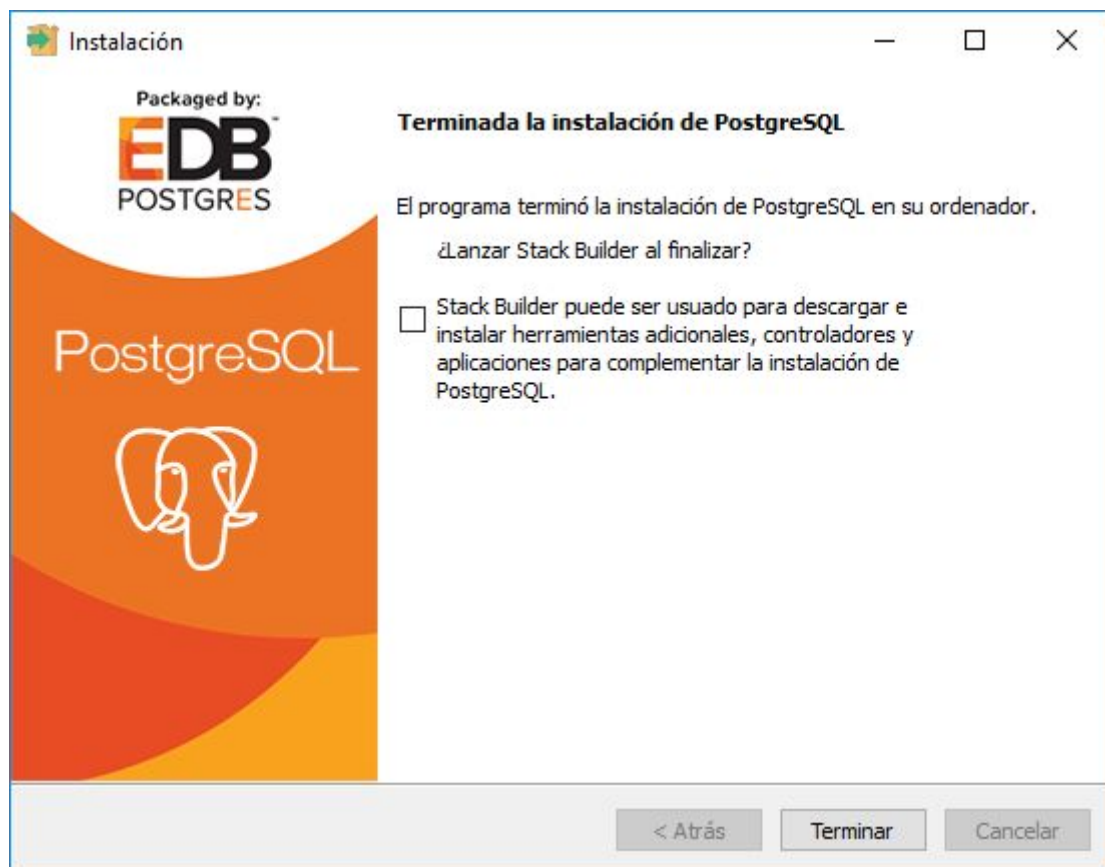 Instalación
Packaged by:
EDB™
POSTGRES
PostgreSQL
Terminada la instalación de PostgreSQL
El programa terminó la instalación de PostgreSQL en su ordenador.
¿Lanzar Stack Builder al finalizar?
Stack Builder puede ser usado para descargar e
instalar herramientas adicionales, controladores y
aplicaciones para complementar la instalación de
PostgreSQL.
< Atrás
Terminar
Cancelar